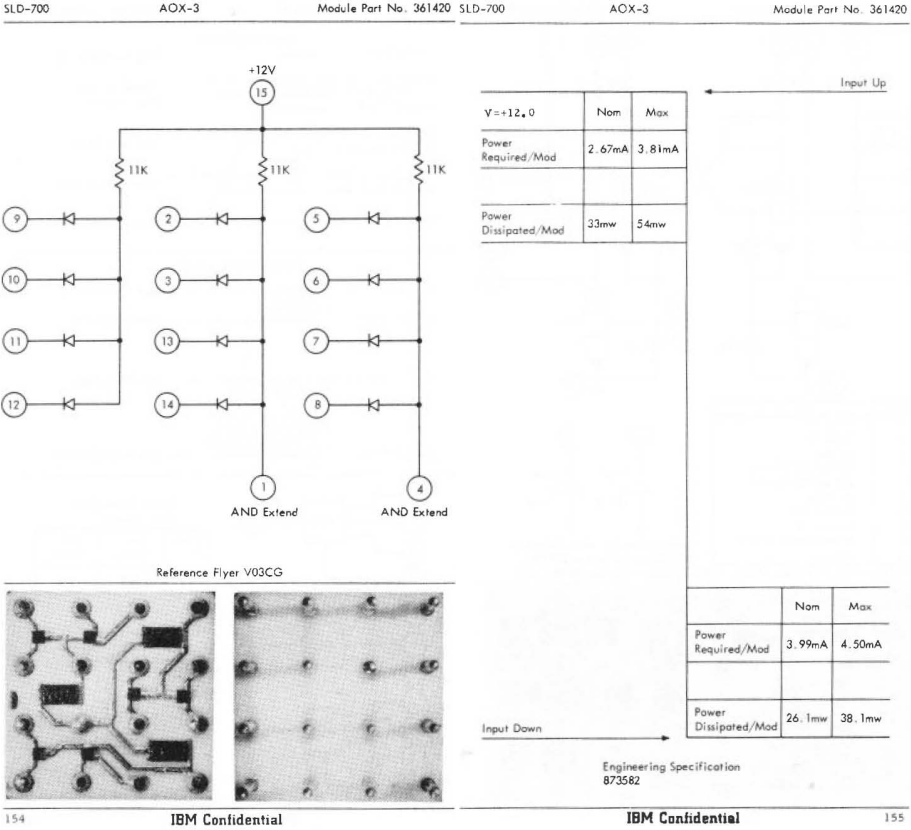 SLD-700 AOX-3 Module Part No. 361420
+12V
15
11K 11K 11K
9 2 5
10 3 6
11 13 7
12 14 8
1 4
AND Extend AND Extend
Reference Flyer V03CG
154 IBM Confidential
SLD-700 AOX-3 Module Part No. 361420
Input Up
V=+12.0 Nom Max
Power
Required/Mod 2.67mA 3.81mA
Power
Dissipated/Mod 33mw 54mw
Nom Max
Power
Required/Mod 3.99mA 4.50mA
Power
Dissipated/Mod 26.1mw 38.1mw
Input Down
Engineering Specification
873582
IBM Confidential 155